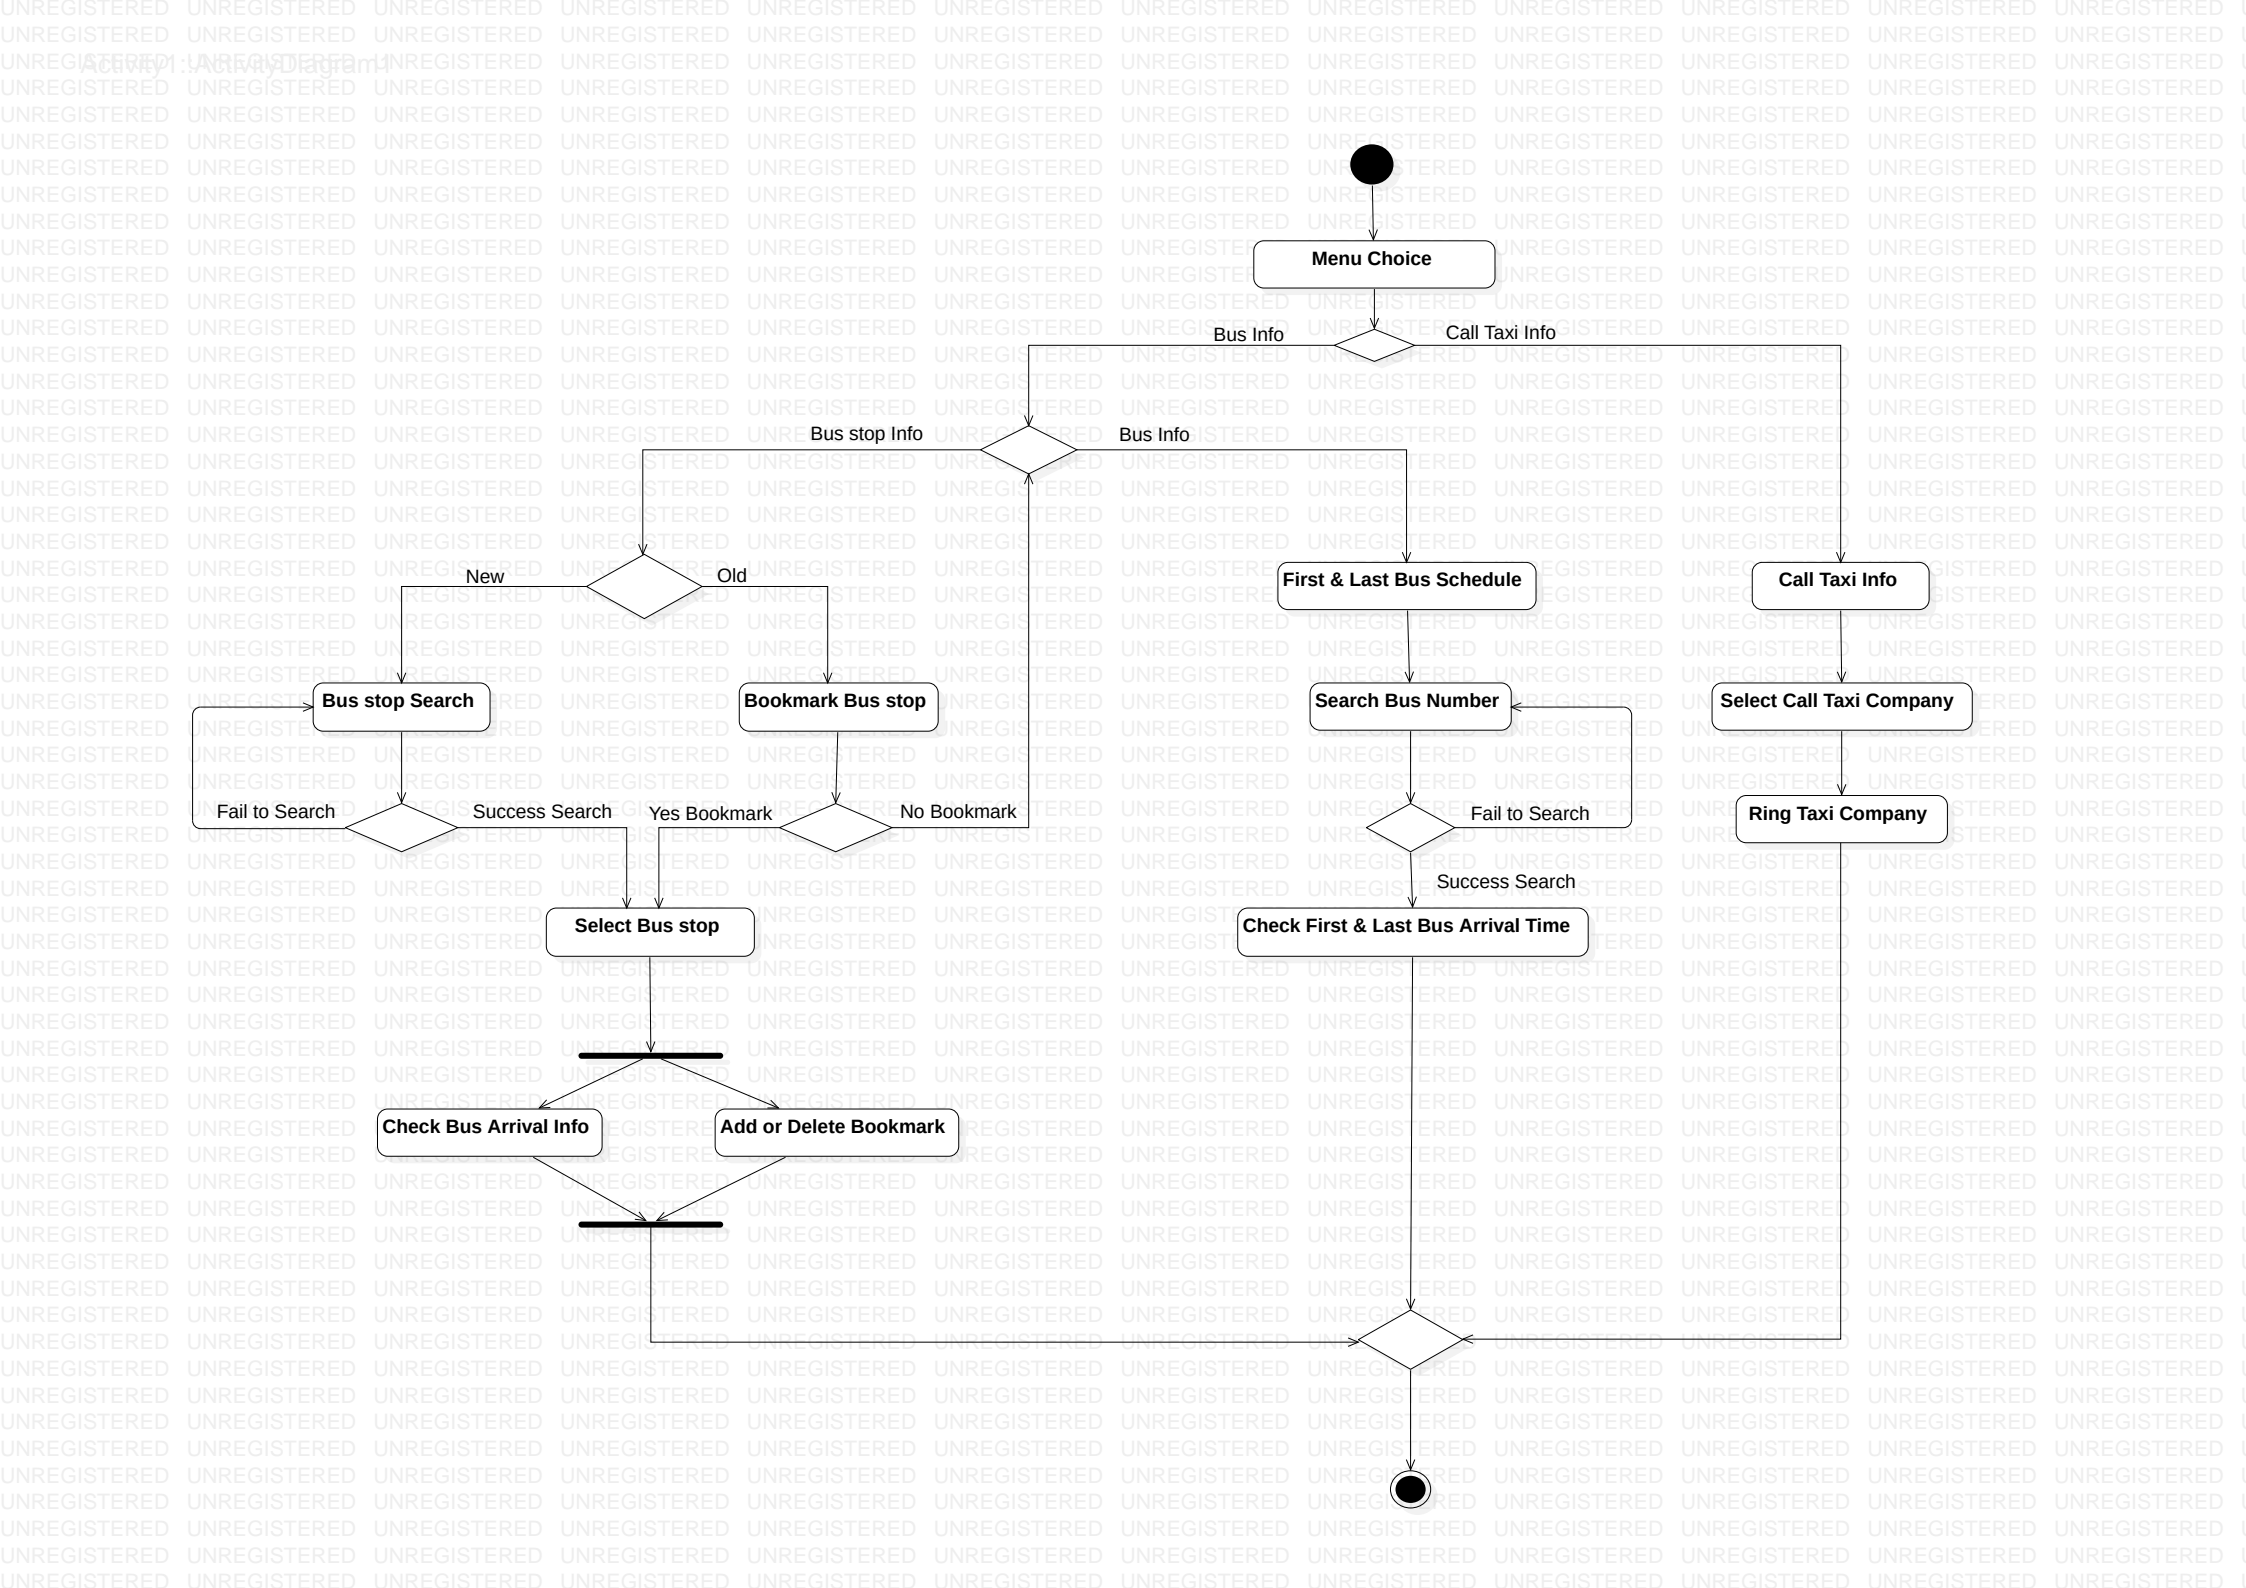 Activity1::ActivityDiagram1
Menu Choice
Bus Info
Call Taxi Info
Bus stop Info
Bus Info
New
Old
First & Last Bus Schedule
Call Taxi Info
Bus stop Search
Bookmark Bus stop
Search Bus Number
Select Call Taxi Company
Fail to Search
Success Search
Yes Bookmark
No Bookmark
Fail to Search
Ring Taxi Company
Success Search
Select Bus stop
Check First & Last Bus Arrival Time
Check Bus Arrival Info
Add or Delete Bookmark
UNREGISTERED